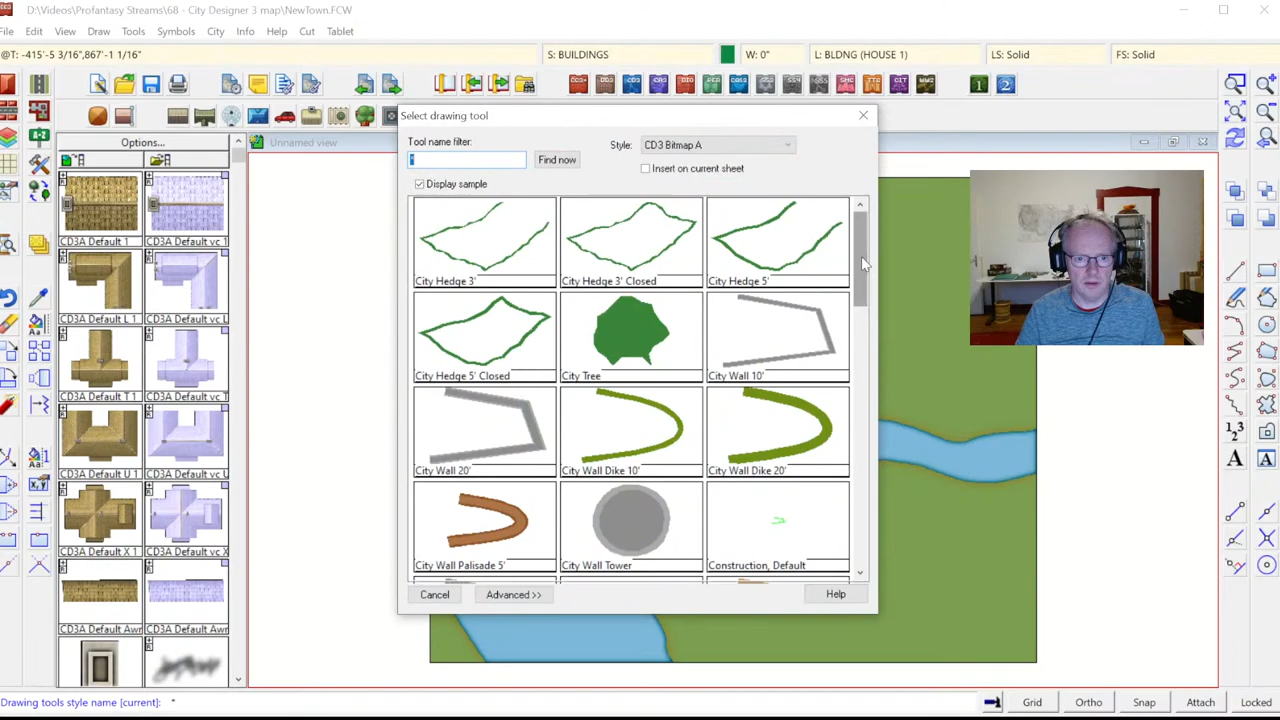 D:\Videos\Profantasy Streams\68 - City Designer 3 map\NewTown.FCW
File Edit View Draw Tools Symbols City Info Help Cut Tablet
@T: -415'-5 3/16",867'-1 1/16"
S: BUILDINGS
W: 0"
L: BLDNG (HOUSE 1)
LS: Solid
FS: Solid
Options...
Unnamed view
CD3A Default 1
CD3A Default vc 1
CD3A Default L 1
CD3A Default vc L
CD3A Default T 1
CD3A Default vc T
CD3A Default U 1
CD3A Default vc U
CD3A Default X 1
CD3A Default vc X
CD3A Default Awr
CD3A Default Awr
Select drawing tool
Tool name filter:
*
Find now
Style:
CD3 Bitmap A
Insert on current sheet
Display sample
City Hedge 3'
City Hedge 3' Closed
City Hedge 5'
City Hedge 5' Closed
City Tree
City Wall 10'
City Wall 20'
City Wall Dike 10'
City Wall Dike 20'
City Wall Palisade 5'
City Wall Tower
Construction, Default
Cancel
Advanced >>
Help
Drawing tools style name [current]: *
Grid
Ortho
Snap
Attach
Locked